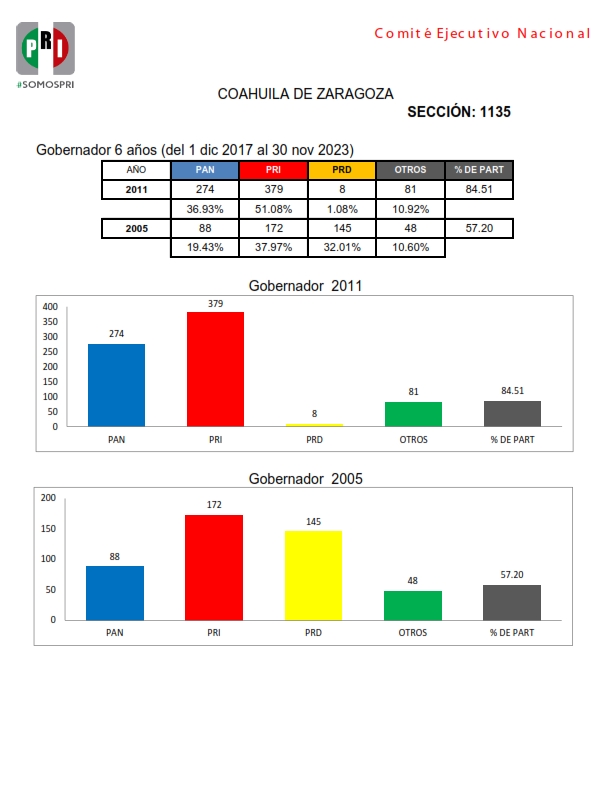 PRI
#SOMOSPRI
Comité Ejecutivo Nacional
COAHUILA DE ZARAGOZA
SECCIÓN: 1135
Gobernador 6 años (del 1 dic 2017 al 30 nov 2023)
AÑO PAN PRI PRD OTROS % DE PART
2011 274 379 8 81 84.51
36.93% 51.08% 1.08% 10.92%
2005 88 172 145 48 57.20
19.43% 37.97% 32.01% 10.60%
Gobernador 2011
400
350
300
250
200
150
100
50
0
274
379
8
81
84.51
PAN PRI PRD OTROS % DE PART
Gobernador 2005
200
150
100
50
0
88
172
145
48
57.20
PAN PRI PRD OTROS % DE PART